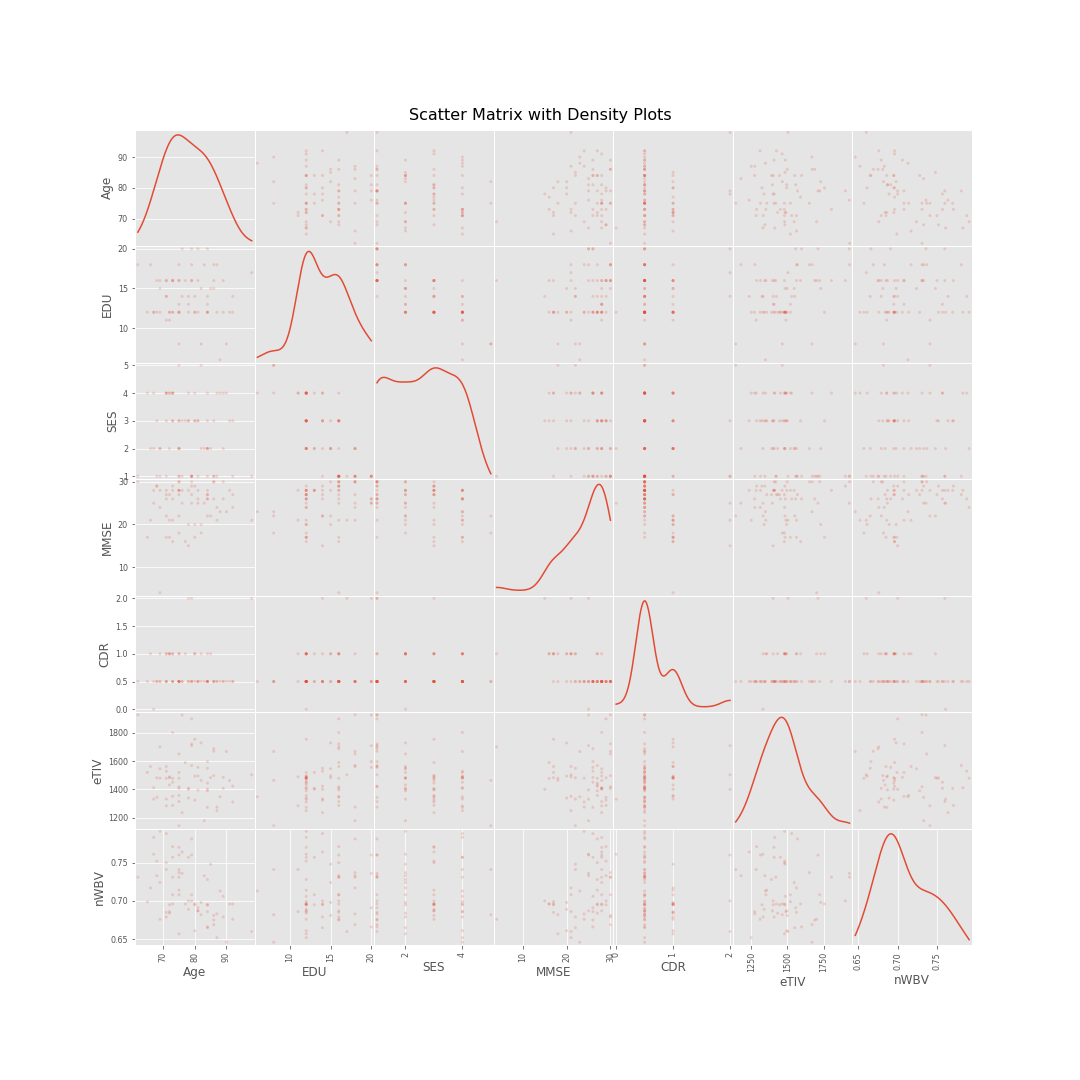 Scatter Matrix with Density Plots
Age
90
80
70
EDU
20
15
10
SES
5
4
3
2
1
MMSE
30
20
10
CDR
2.0
1.5
1.0
0.5
0.0
eTIV
1800
1600
1400
1200
nWBV
0.75
0.70
0.65
70 80 90 10 15 20 2 4 10 20 30 0 1 2 1250 1500 1750 0.65 0.70 0.75
Age EDU SES MMSE CDR eTIV nWBV